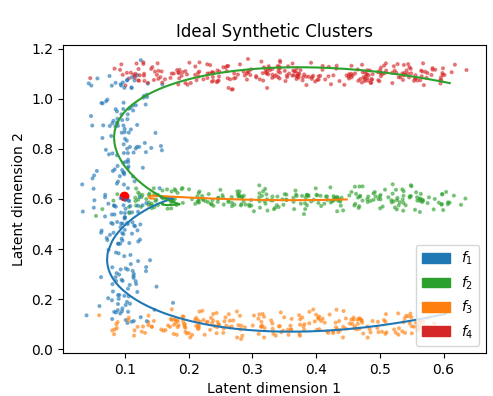 Ideal Synthetic Clusters
1.2
1.0
0.8
0.6
0.4
0.2
0.0
Latent dimension 2
f1
f2
f3
f4
0.1 0.2 0.3 0.4 0.5 0.6
Latent dimension 1